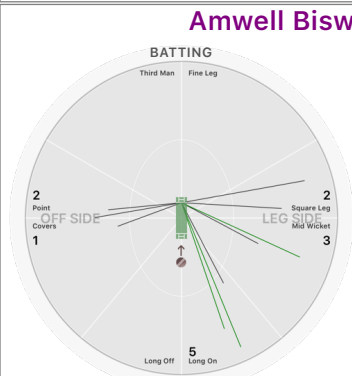 Amwell Bisw
BATTING
Third Man Fine Leg
2 2
Point Square Leg
OFF SIDE LEG SIDE
Covers Mid Wicket
1 3
5
Long Off Long On